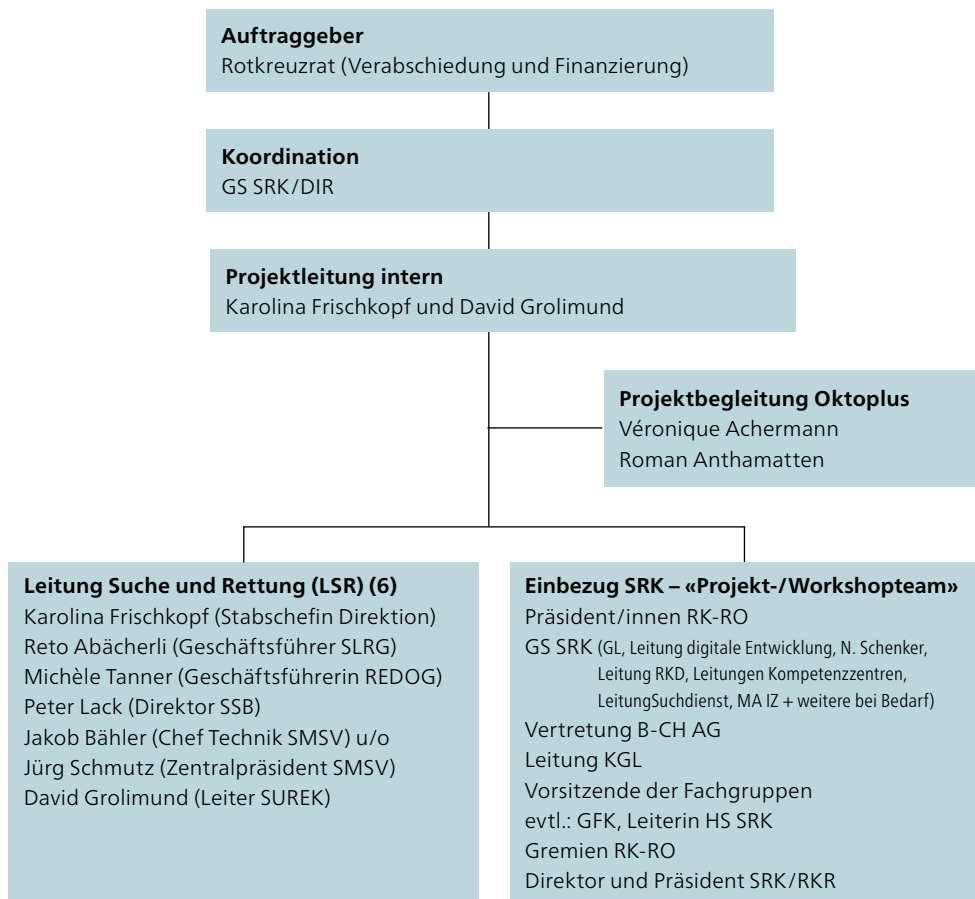 Auftraggeber
Rotkreuzrat (Verabschiedung und Finanzierung)
Koordination
GS SRK/DIR
Projektleitung intern
Karolina Frischkopf und David Grolimund
Projektbegleitung Oktoplus
Véronique Achermann
Roman Anthamatten
Leitung Suche und Rettung (LSR) (6)
Karolina Frischkopf (Stabschefin Direktion)
Reto Abächerli (Geschäftsführer SLRG)
Michèle Tanner (Geschäftsführerin REDOG)
Peter Lack (Direktor SSB)
Jakob Bähler (Chef Technik SMSV) u/o
Jürg Schmutz (Zentralpräsident SMSV)
David Grolimund (Leiter SUREK)
Einbezug SRK – «Projekt-/Workshopteam»
Präsident/innen RK-RO
GS SRK (GL, Leitung digitale Entwicklung, N. Schenker,
Leitung RKD, Leitungen Kompetenzzentren,
LeitungSuchdienst, MA IZ + weitere bei Bedarf)
Vertretung B-CH AG
Leitung KGL
Vorsitzende der Fachgruppen
evtl.: GFK, Leiterin HS SRK
Gremien RK-RO
Direktor und Präsident SRK/RKR